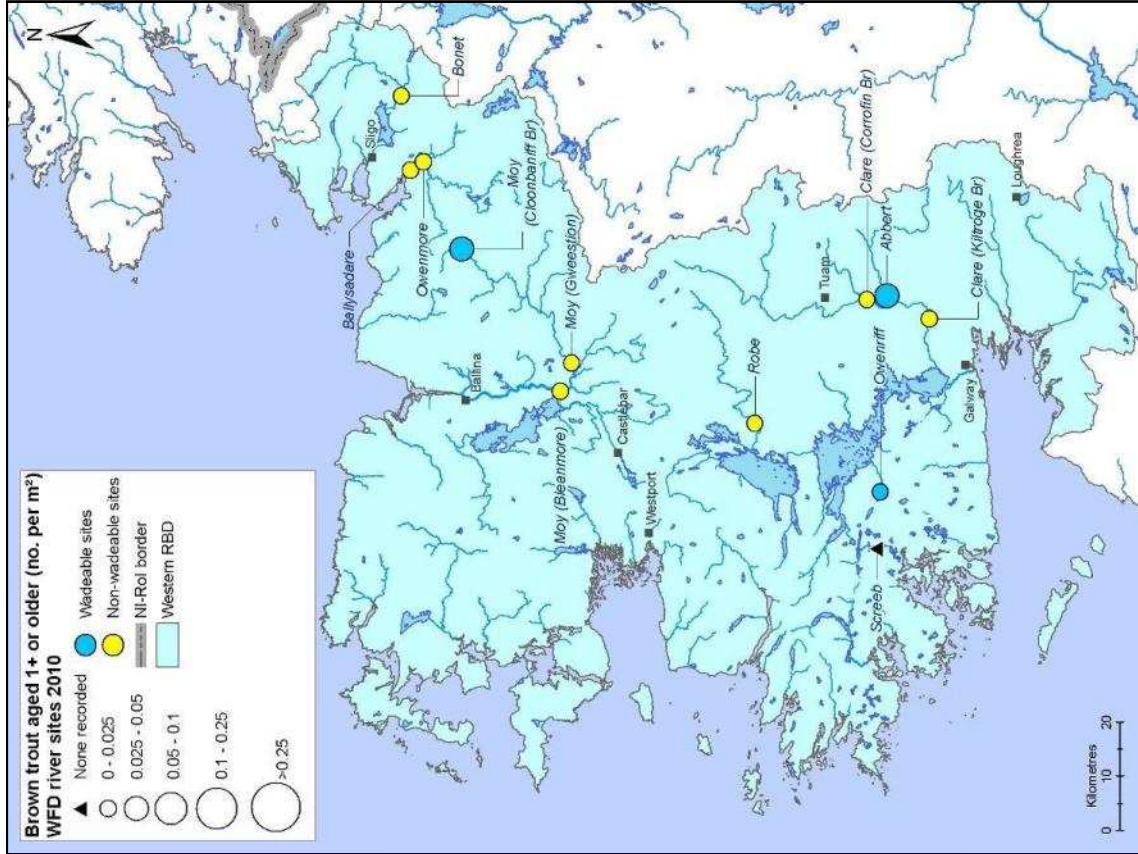 Brown trout aged 1+ or older (no. per m²)
WFD river sites 2010
None recorded
0 - 0.025
0.025 - 0.05
0.05 - 0.1
0.1 - 0.25
>0.25
Wadeable sites
Non-wadeable sites
NI-RoI border
Western RBD
N
Bonet
Sligo
Ballysadare
Owenmore
Moy
(Cloonbaniff Br)
Ballina
Moy (Gweestion)
Moy (Bleanmore)
Castlebar
Westport
Robe
Tuam
Clare (Corrofin Br)
Abbert
Clare (Kiltroge Br)
Owenriff
Screeb
Galway
Loughrea
Kilometres
0 10 20